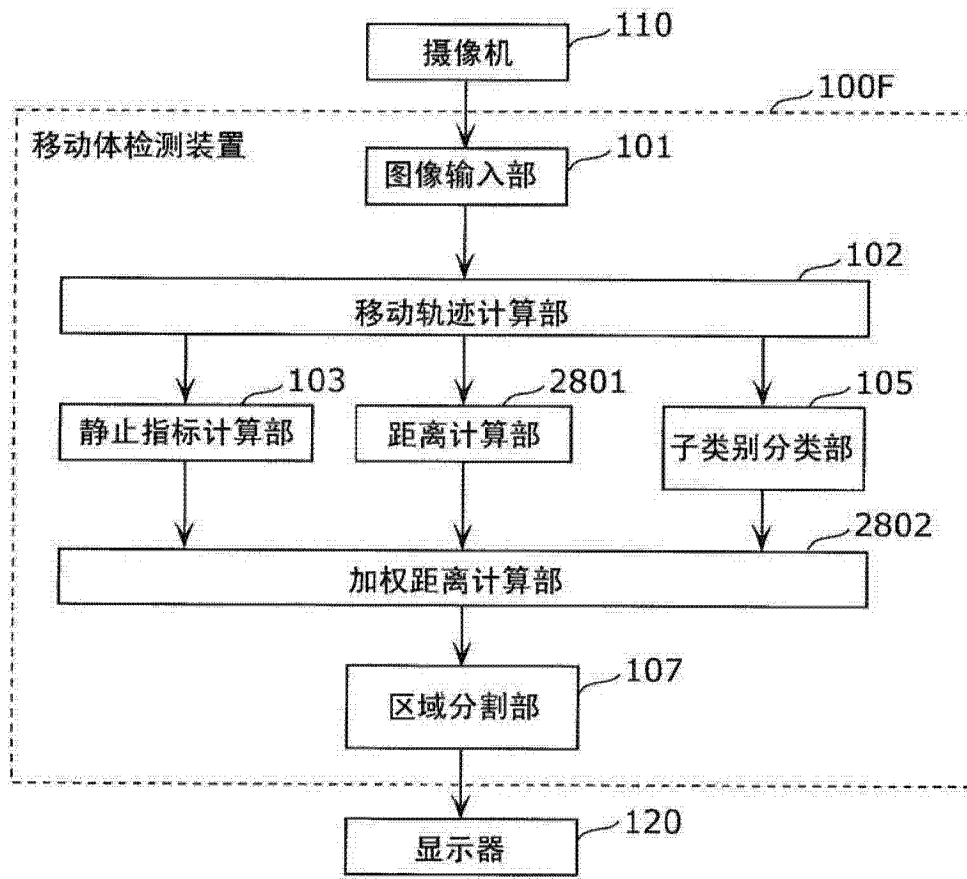 110
摄像机
100F
移动体检测装置
101
图像输入部
102
移动轨迹计算部
103
2801
105
静止指标计算部
距离计算部
子类别分类部
2802
加权距离计算部
107
区域分割部
120
显示器